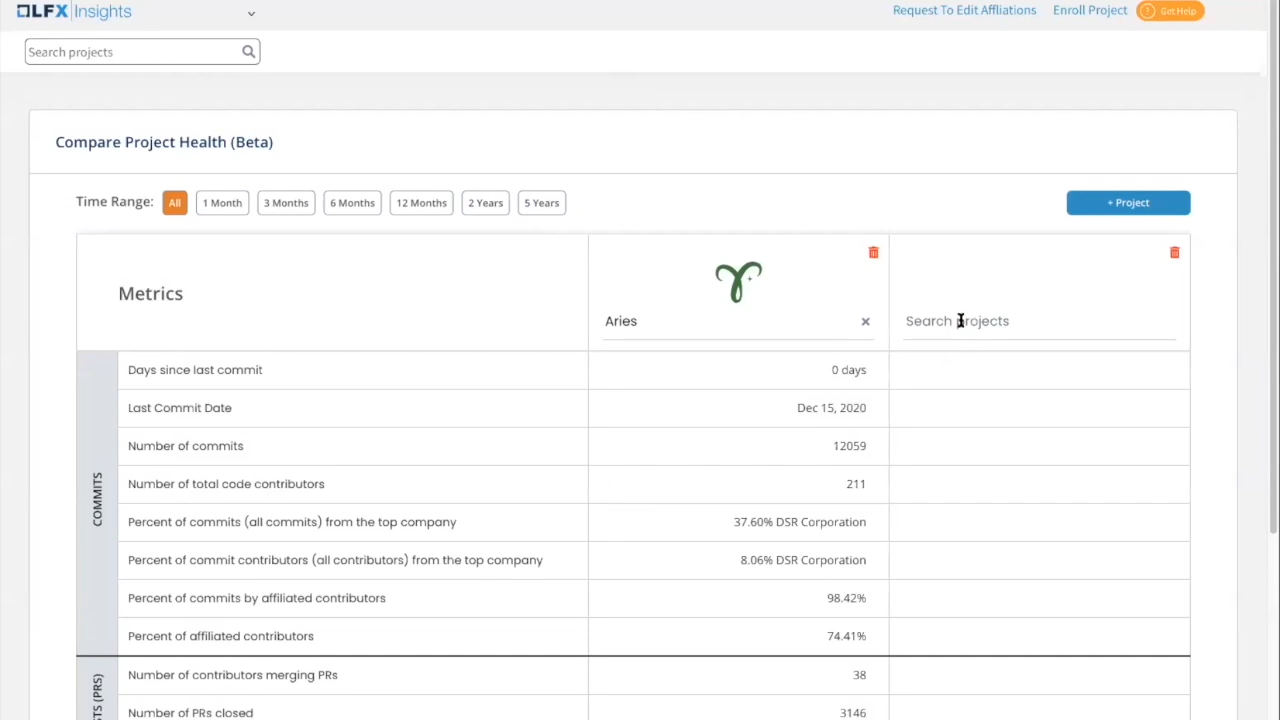 LFX Insights
Request To Edit Affliations
Enroll Project
? Get Help
Search projects
Compare Project Health (Beta)
Time Range: All 1 Month 3 Months 6 Months 12 Months 2 Years 5 Years
+ Project
Metrics
Aries
Search projects
COMMITS
Days since last commit 0 days
Last Commit Date Dec 15, 2020
Number of commits 12059
Number of total code contributors 211
Percent of commits (all commits) from the top company 37.60% DSR Corporation
Percent of commit contributors (all contributors) from the top company 8.06% DSR Corporation
Percent of commits by affiliated contributors 98.42%
Percent of affiliated contributors 74.41%
STS (PRS)
Number of contributors merging PRs 38
Number of PRs closed 3146